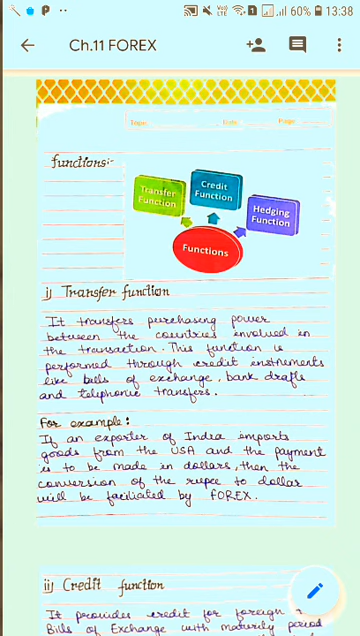 60% 13:38
Ch.11 FOREX
Date
Page
functions:-
Transfer Function
Credit Function
Hedging Function
Functions
i) Transfer function
It transfers purchasing power
between the countries involved in
the transaction. This function is
performed through credit instruments
like bills of exchange, bank drafts
and telephonic transfers.
For example:
If an exporter of India imports
goods from the USA and the payment
is to be made in dollars, then the
conversion of the rupee to dollar
will be faciliated by FOREX.
ii) Credit function
It provides credit for foreign
Bills of Exchange with maturity period